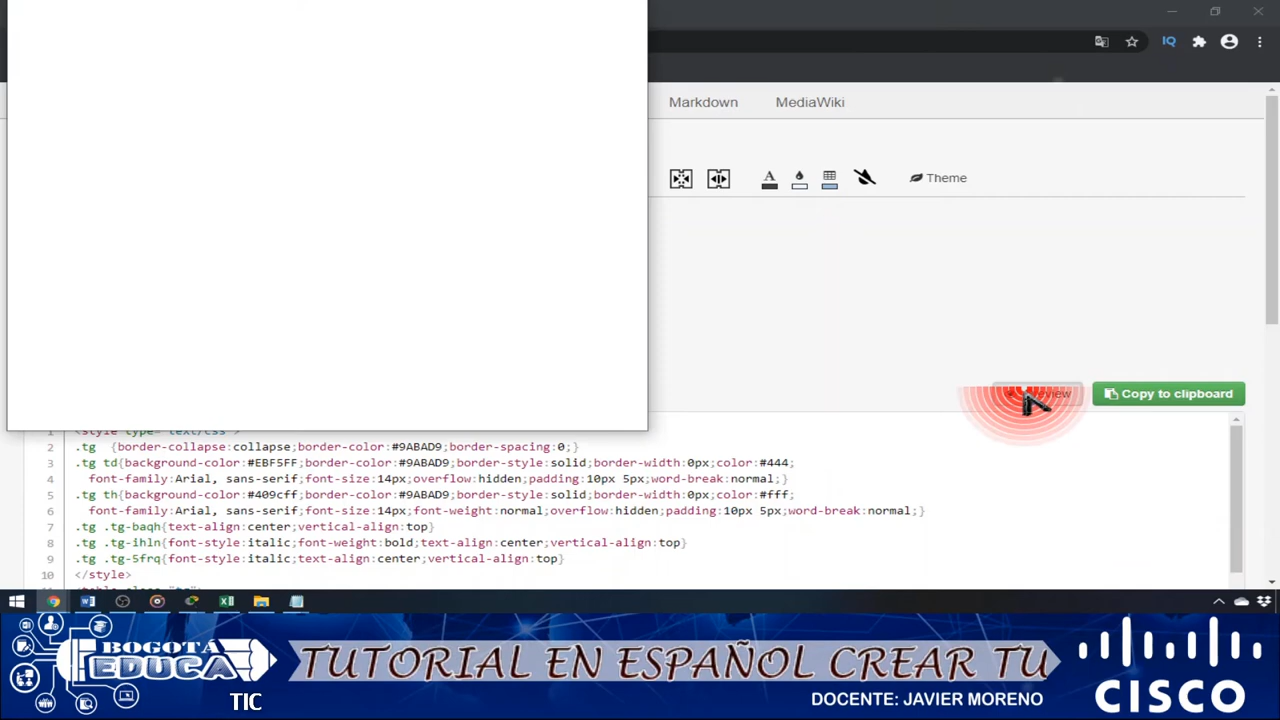 IQ
Markdown MediaWiki
A Theme
Copy to clipboard
2 .tg {border-collapse:collapse;border-color:#9ABAD9;border-spacing:0;}
3 .tg td{background-color:#EBF5FF;border-color:#9ABAD9;border-style:solid;border-width:0px;color:#444;
4 font-family:Arial, sans-serif;font-size:14px;overflow:hidden;padding:10px 5px;word-break:normal;}
5 .tg th{background-color:#409cff;border-color:#9ABAD9;border-style:solid;border-width:0px;color:#fff;
6 font-family:Arial, sans-serif;font-size:14px;font-weight:normal;overflow:hidden;padding:10px 5px;word-break:normal;}
7 .tg .tg-baqh{text-align:center;vertical-align:top}
8 .tg .tg-ihln{font-style:italic;font-weight:bold;text-align:center;vertical-align:top}
9 .tg .tg-5frq{font-style:italic;text-align:center;vertical-align:top}
10 </style>
BOGOTÁ
EDUCA
TIC
TUTORIAL EN ESPAÑOL CREAR TU
DOCENTE: JAVIER MORENO
CISCO